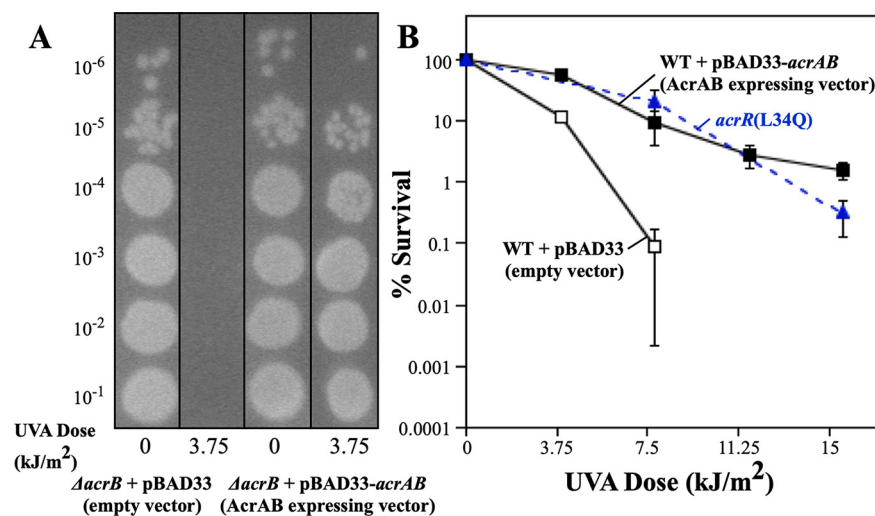 A
10-6
10-5
10-4
10-3
10-2
10-1
UVA Dose
(kJ/m2)
0 3.75 0 3.75
ΔacrB + pBAD33
(empty vector)
ΔacrB + pBAD33-acrAB
(AcrAB expressing vector)
B
% Survival
100
10
1
0.1
0.01
0.001
0.0001
WT + pBAD33-acrAB
(AcrAB expressing vector)
acrR(L34Q)
WT + pBAD33
(empty vector)
0 3.75 7.5 11.25 15
UVA Dose (kJ/m2)